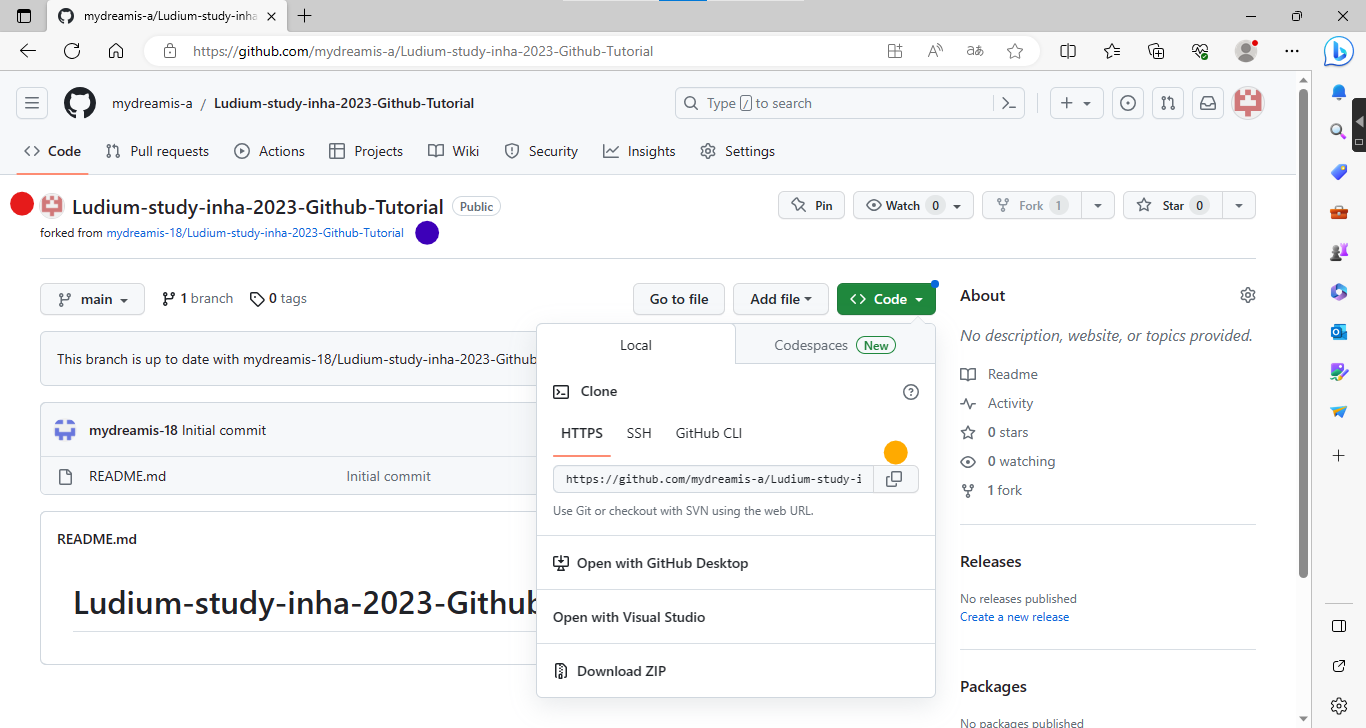 mydreamis-a/Ludium-study-inha
https://github.com/mydreamis-a/Ludium-study-inha-2023-Github-Tutorial
mydreamis-a / Ludium-study-inha-2023-Github-Tutorial
Type / to search
Code
Pull requests
Actions
Projects
Wiki
Security
Insights
Settings
Ludium-study-inha-2023-Github-Tutorial Public
Pin
Watch 0
Fork 1
Star 0
forked from mydreamis-18/Ludium-study-inha-2023-Github-Tutorial
main
1 branch
0 tags
Go to file
Add file
Code
This branch is up to date with mydreamis-18/Ludium-study-inha-2023-Github
mydreamis-18 Initial commit
README.md
Initial commit
README.md
Ludium-study-inha-2023-Github
Local
Codespaces New
Clone
HTTPS
SSH
GitHub CLI
https://github.com/mydreamis-a/Ludium-study-i
Use Git or checkout with SVN using the web URL.
Open with GitHub Desktop
Open with Visual Studio
Download ZIP
About
No description, website, or topics provided.
Readme
Activity
0 stars
0 watching
1 fork
Releases
No releases published
Create a new release
Packages
No packages published